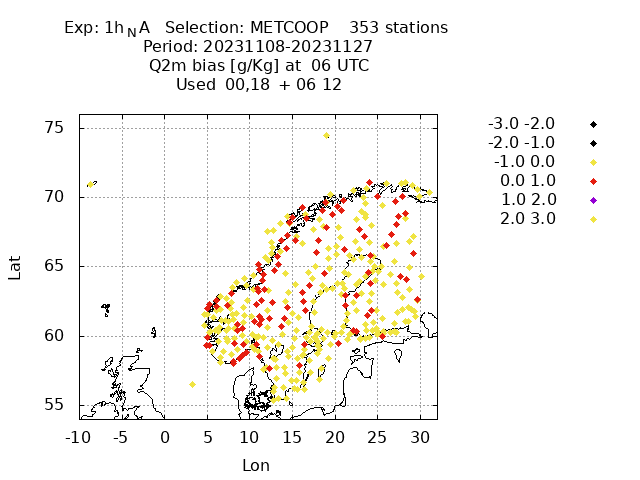 Exp: 1h_N A   Selection: METCOOP    353 stations
Period: 20231108-20231127
Q2m bias [g/Kg] at  06 UTC
Used  00,18  + 06 12
-3.0 -2.0
-2.0 -1.0
-1.0 0.0
0.0 1.0
1.0 2.0
2.0 3.0
75
70
65
60
55
Lat
-10 -5 0 5 10 15 20 25 30
Lon